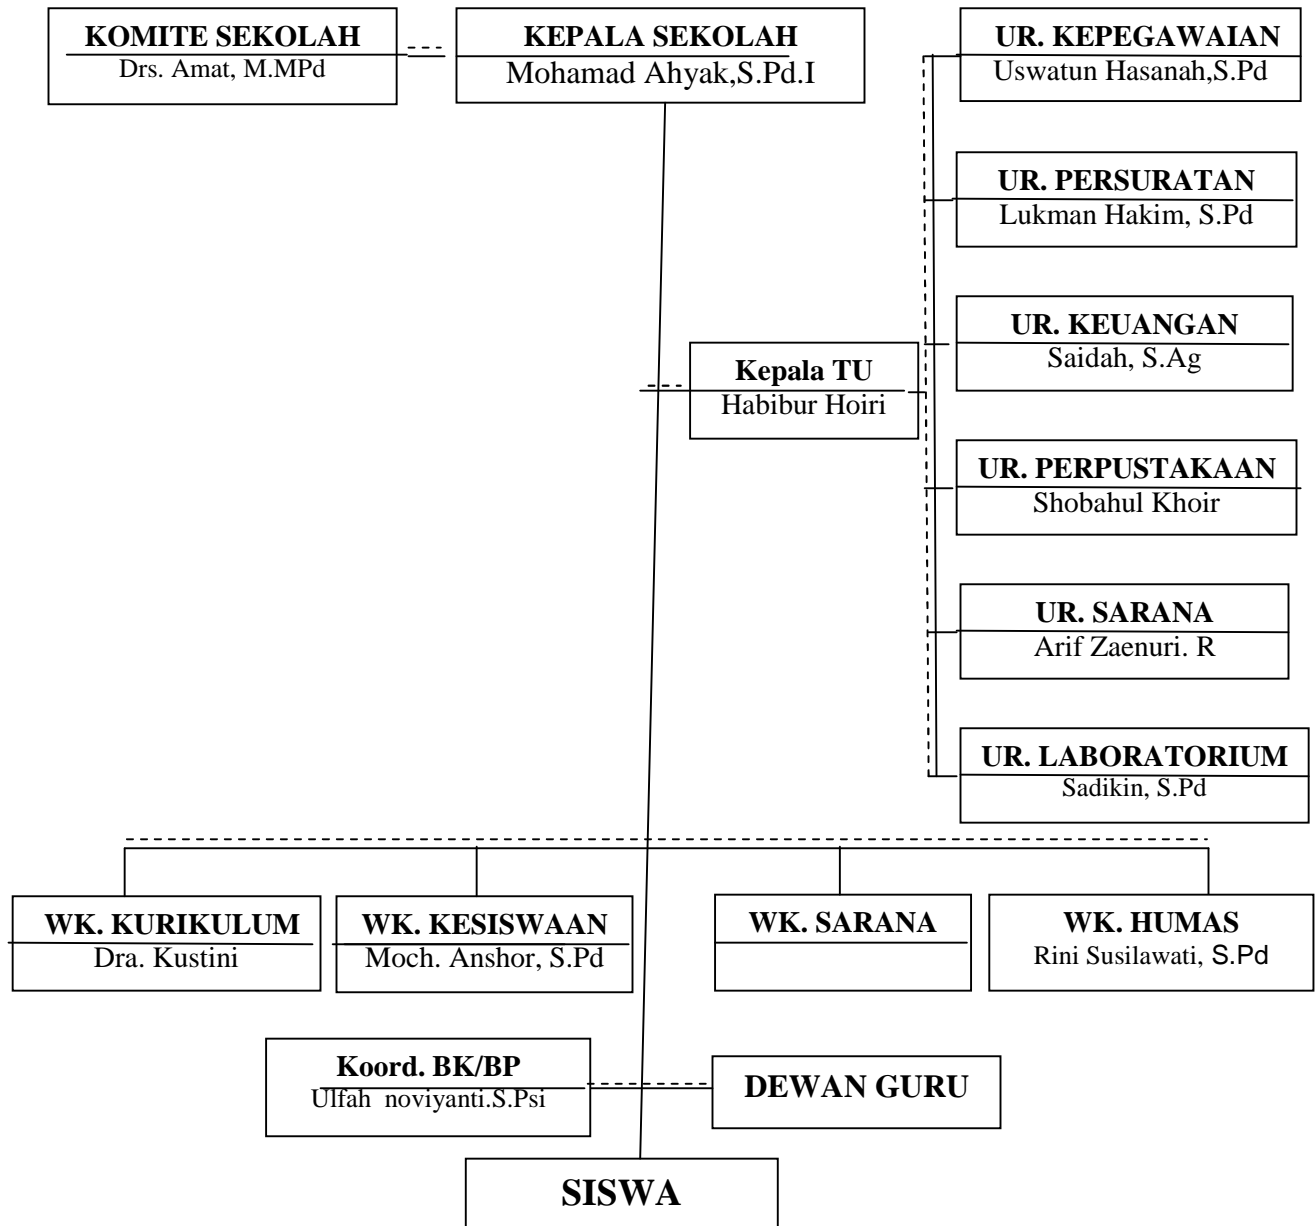 KOMITE SEKOLAH
Drs. Amat, M.MPd
KEPALA SEKOLAH
Mohamad Ahyak,S.Pd.I
UR. KEPEGAWAIAN
Uswatun Hasanah,S.Pd
UR. PERSURATAN
Lukman Hakim, S.Pd
UR. KEUANGAN
Saidah, S.Ag
Kepala TU
Habibur Hoiri
UR. PERPUSTAKAAN
Shobahul Khoir
UR. SARANA
Arif Zaenuri. R
UR. LABORATORIUM
Sadikin, S.Pd
WK. KURIKULUM
Dra. Kustini
WK. KESISWAAN
Moch. Anshor, S.Pd
WK. SARANA
WK. HUMAS
Rini Susilawati, S.Pd
Koord. BK/BP
Ulfah noviyanti.S.Psi
DEWAN GURU
SISWA